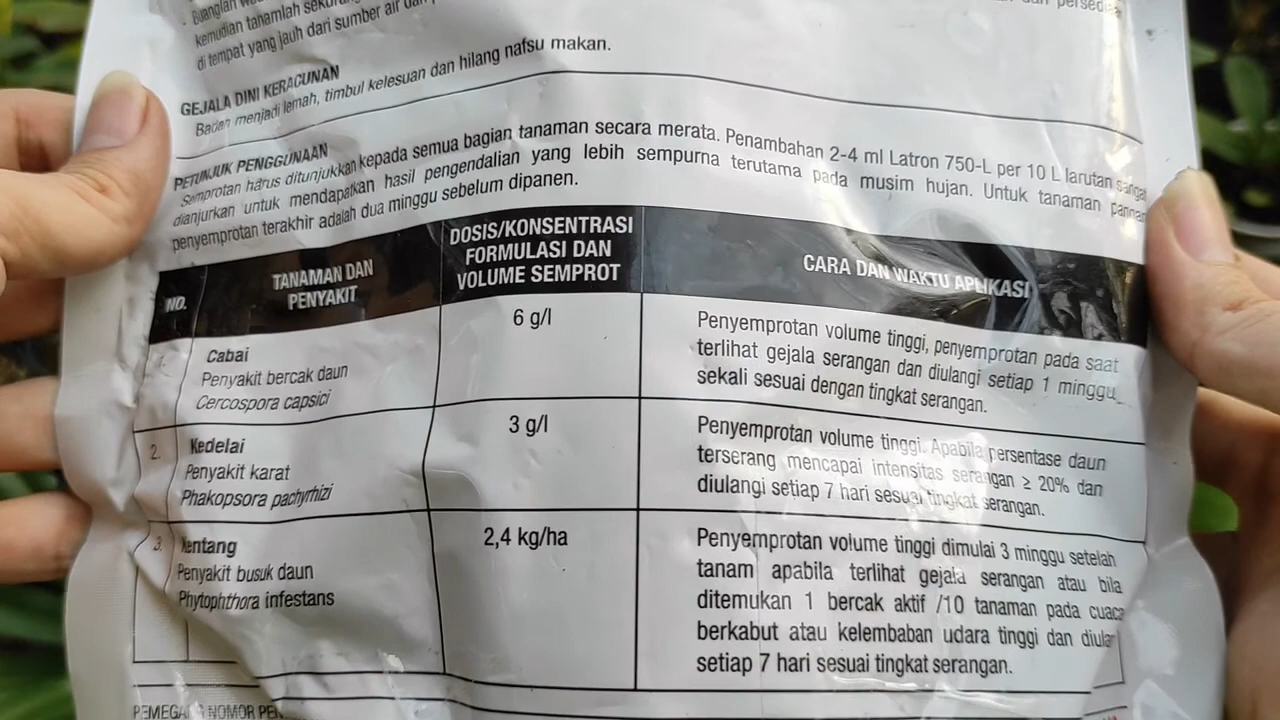 - Buanglah
kemudian tanamlah
di tempat yang jauh dari sumber air dan
GEJALA DINI KERACUNAN
Badan menjadi lemah, timbul kelesuan dan hilang nafsu makan.
PETUNJUK PENGGUNAAN
Semprotan harus ditunjukkan kepada semua bagian tanaman secara merata. Penambahan 2-4 ml Latron 750-L per 10 L larutan sangat
dianjurkan untuk mendapatkan hasil pengendalian yang lebih sempurna terutama pada musim hujan. Untuk tanaman
penyemprotan terakhir adalah dua minggu sebelum dipanen.
NO.
TANAMAN DAN
PENYAKIT
DOSIS/KONSENTRASI
FORMULASI DAN
VOLUME SEMPROT
CARA DAN WAKTU APLIKASI
Cabai
Penyakit bercak daun
Cercospora capsici
6 g/l
Penyemprotan volume tinggi, penyemprotan pada saat
terlihat gejala serangan dan diulangi setiap 1 minggu
sekali sesuai dengan tingkat serangan.
2.
Kedelai
Penyakit karat
Phakopsora pachyrhizi
3 g/l
Penyemprotan volume tinggi. Apabila persentase daun
terserang mencapai intensitas serangan ≥ 20% dan
diulangi setiap 7 hari sesuai tingkat serangan.
3.
Kentang
Penyakit busuk daun
Phytophthora infestans
2,4 kg/ha
Penyemprotan volume tinggi dimulai 3 minggu setelah
tanam apabila terlihat gejala serangan atau bila
ditemukan 1 bercak aktif /10 tanaman pada cuaca
berkabut atau kelembaban udara tinggi dan
setiap 7 hari sesuai tingkat serangan.
NOMOR